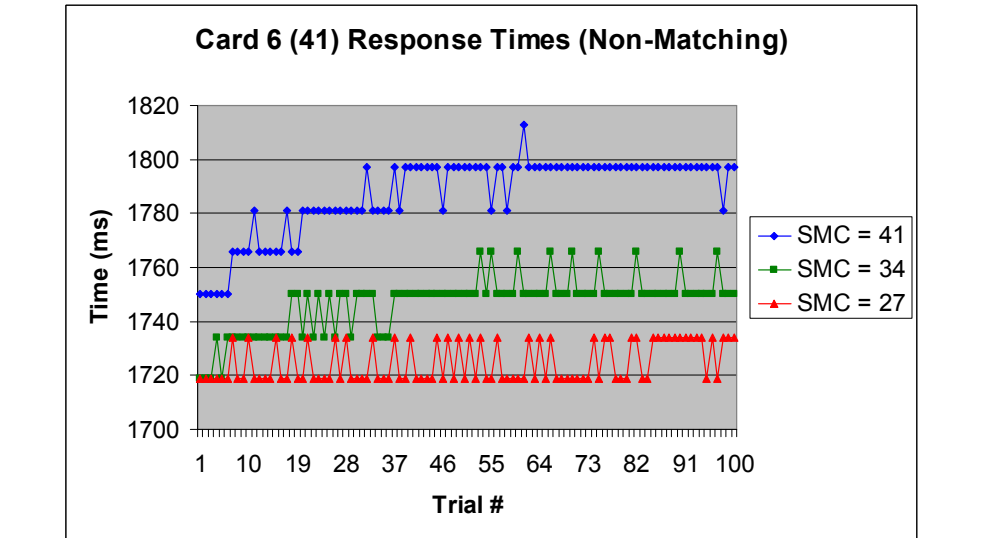 Card 6 (41) Response Times (Non-Matching)
1820
1800
1780
1760
1740
1720
1700
Time (ms)
1 10 19 28 37 46 55 64 73 82 91 100
Trial #
SMC = 41
SMC = 34
SMC = 27